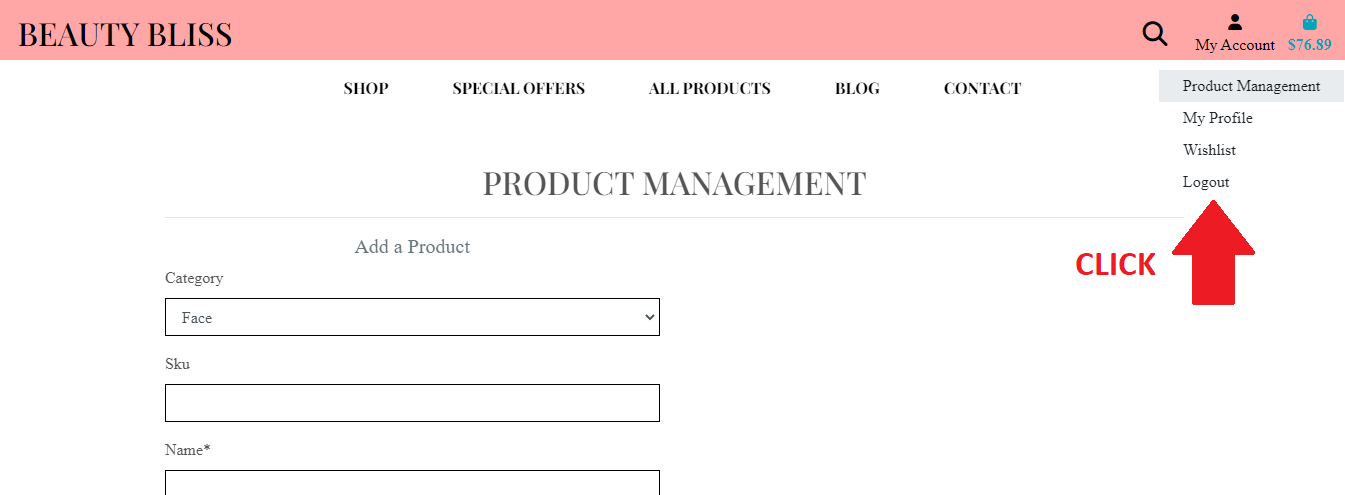 BEAUTY BLISS
My Account
$76.89
SHOP
SPECIAL OFFERS
ALL PRODUCTS
BLOG
CONTACT
Product Management
My Profile
Wishlist
Logout
PRODUCT MANAGEMENT
CLICK
Add a Product
Category
Face
Sku
Name*